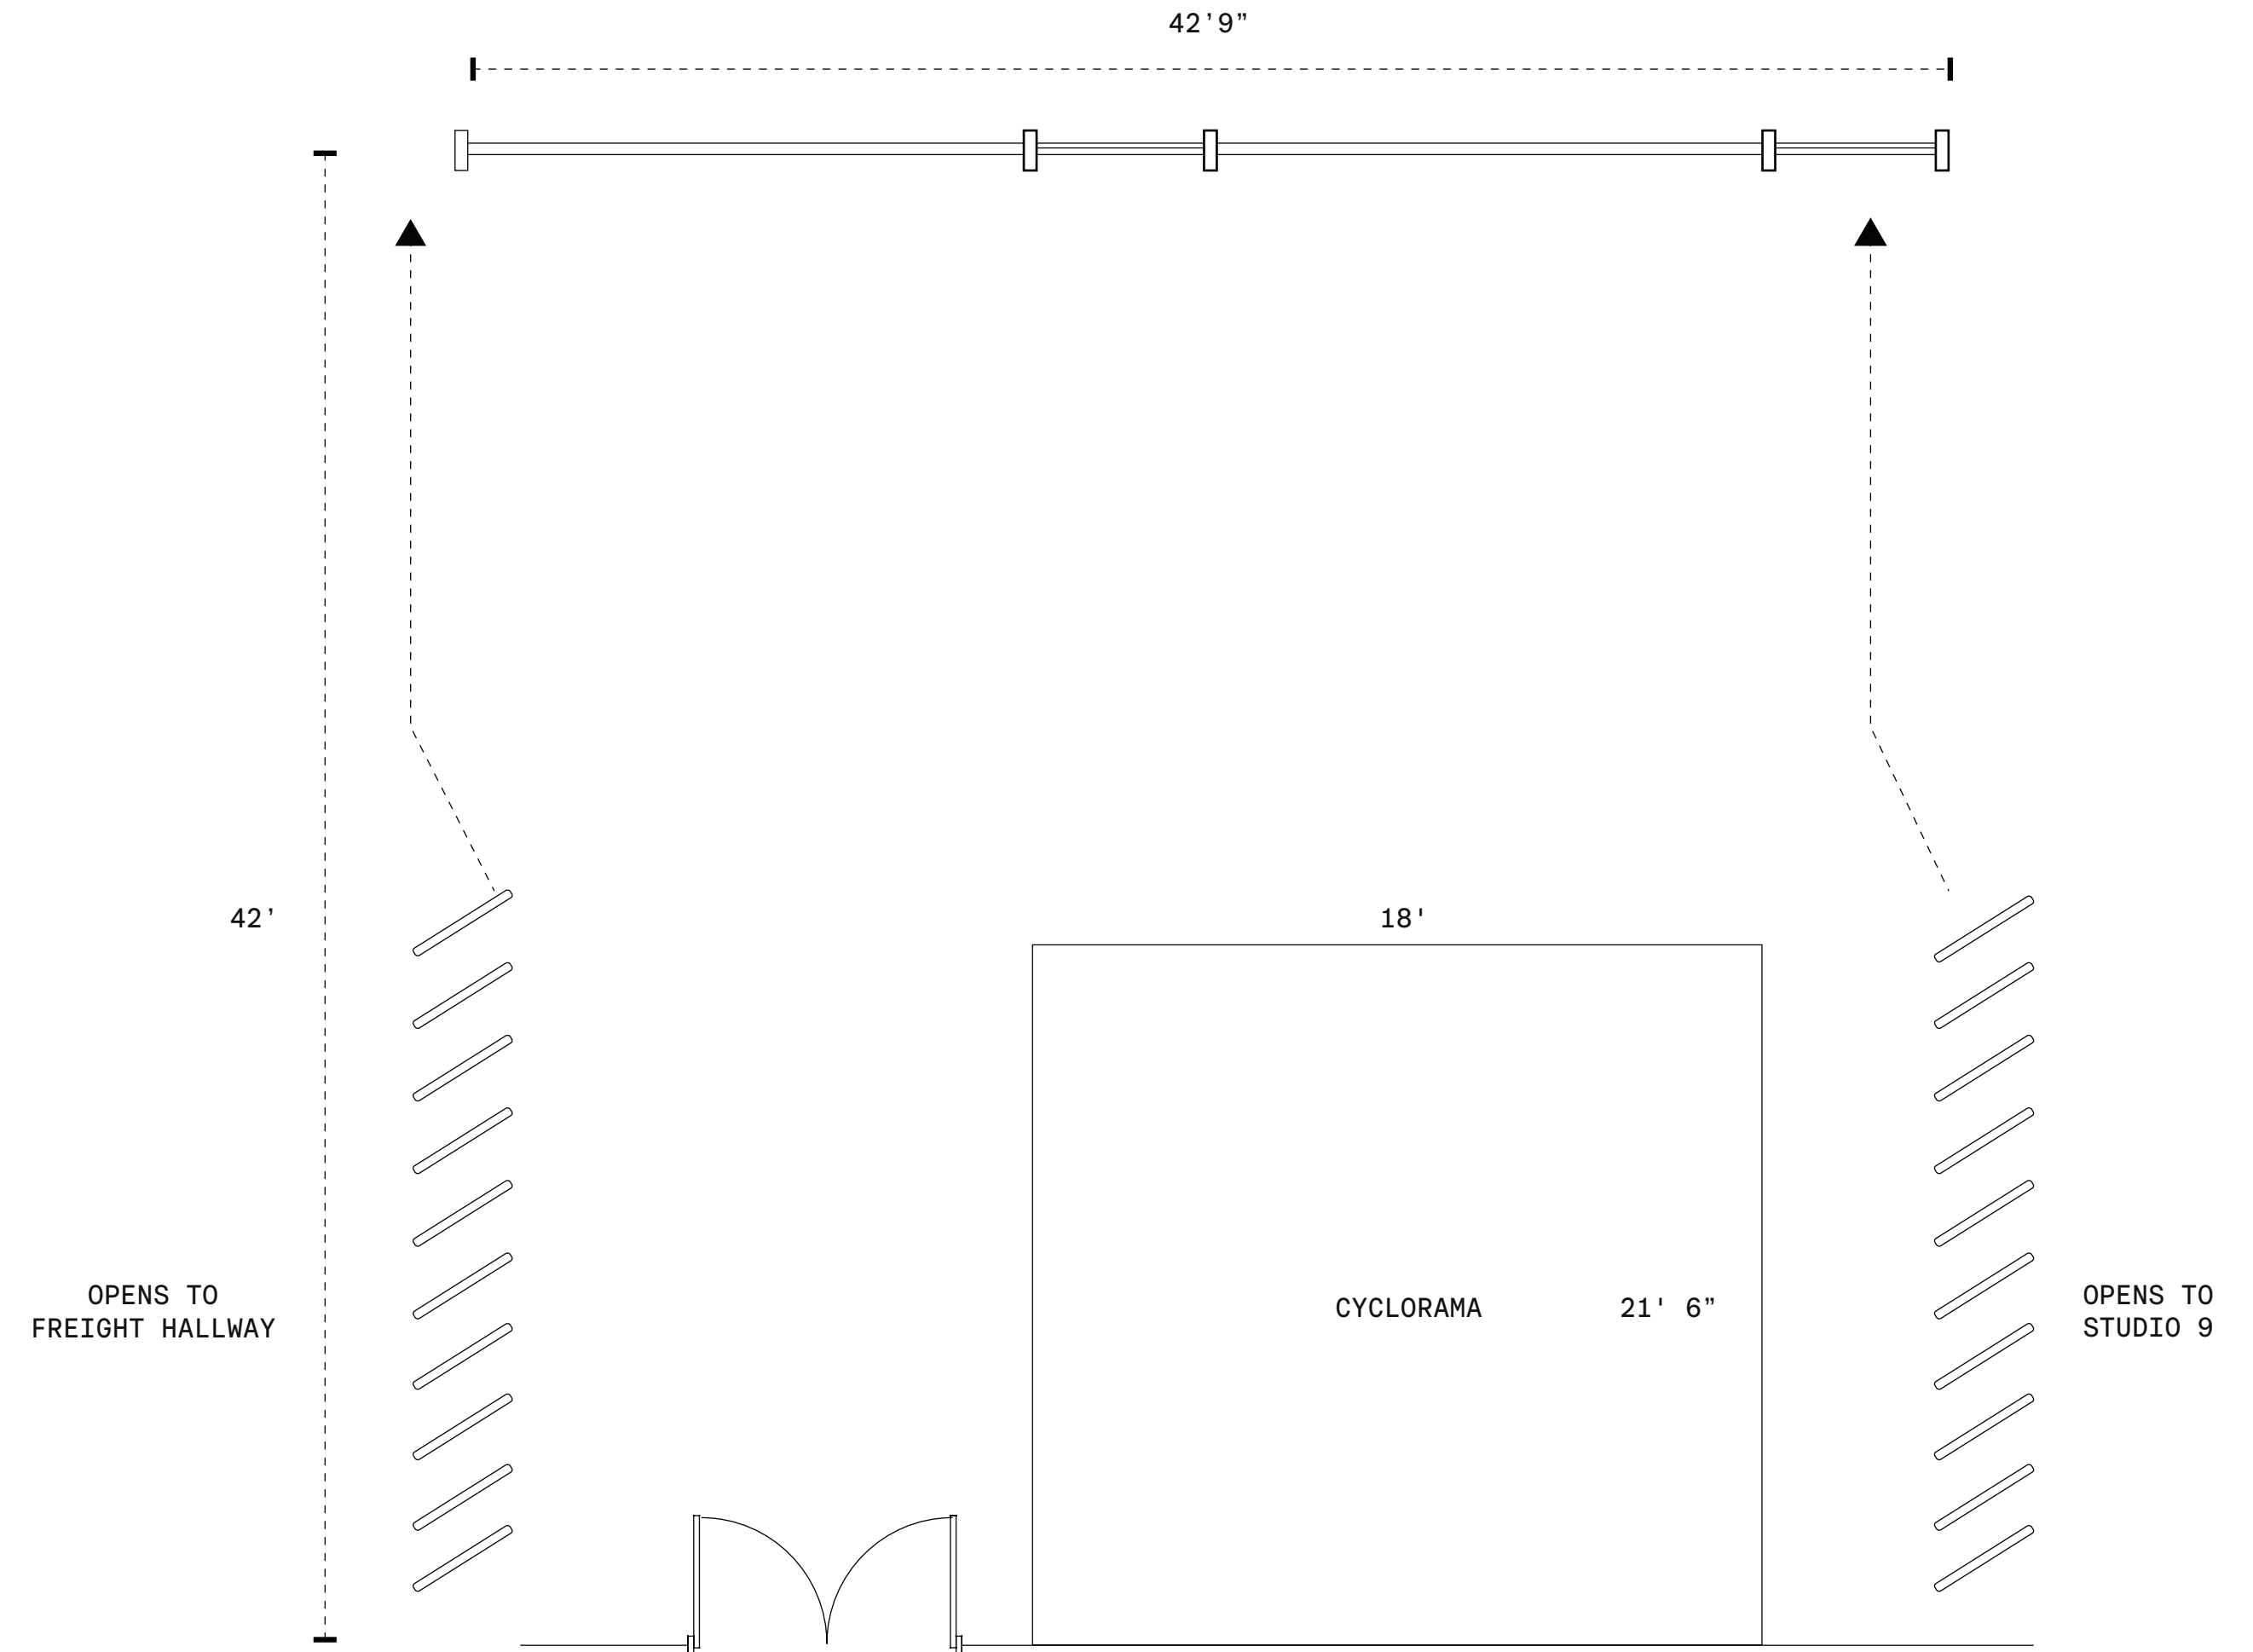 42’9”
42’
18'
CYCLORAMA 21' 6”
OPENS TO
FREIGHT HALLWAY
OPENS TO
STUDIO 9